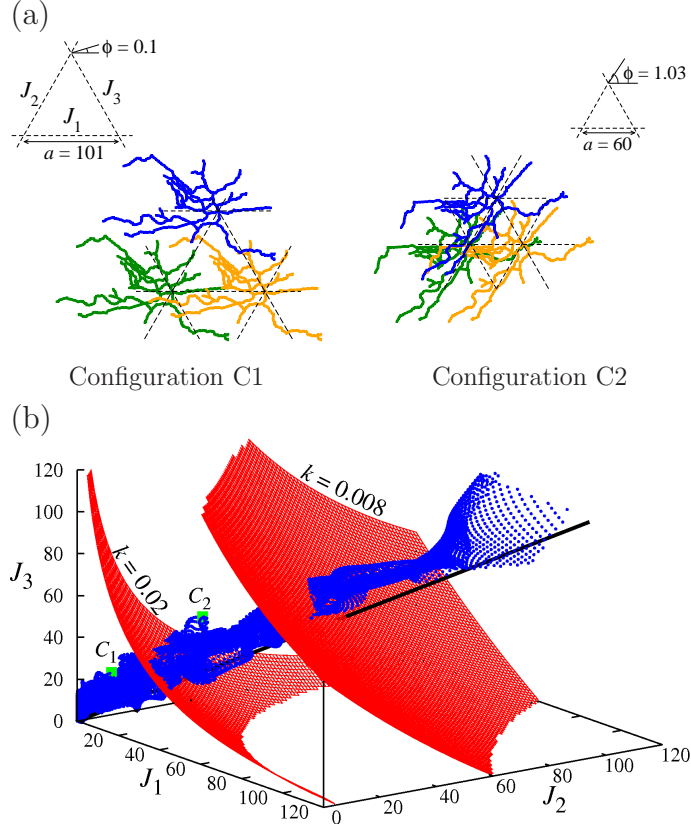 (a)
ϕ = 0.1
J₂
J₃
J₁
a = 101
ϕ = 1.03
a = 60
Configuration C1
Configuration C2
(b)
120
100
80
60
40
20
0
J₃
k = 0.02
k = 0.008
C₁
C₂
20
40
60
80
100
120
J₁
0
20
40
60
80
100
120
J₂